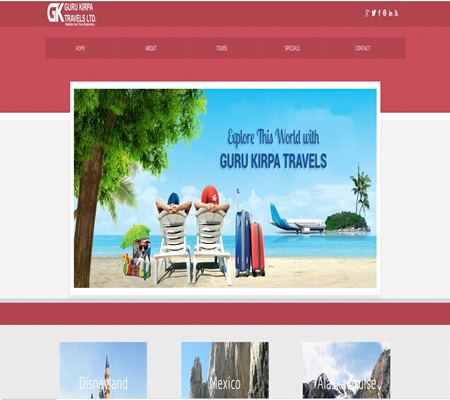 GK GURU KIRPA
TRAVELS LTD.
HOME
ABOUT
TOURS
SPECIALS
CONTACT
Explore This World with
GURU KIRPA TRAVELS
Disneyland
Mexico
Alaska Cruise